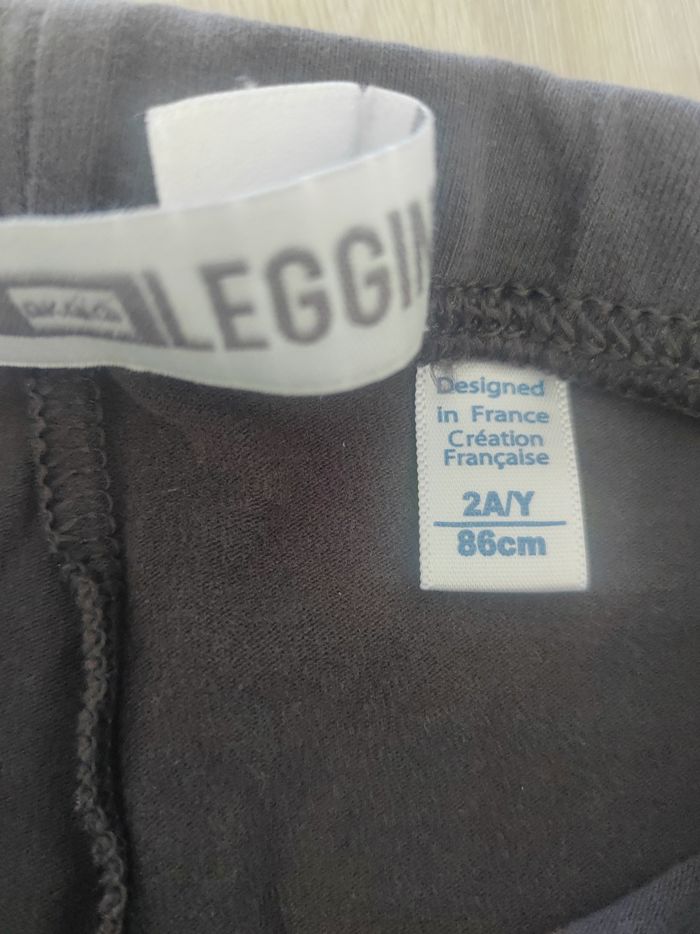 LEGGIN
Designed
in France
Création
Française
2A/Y
86cm